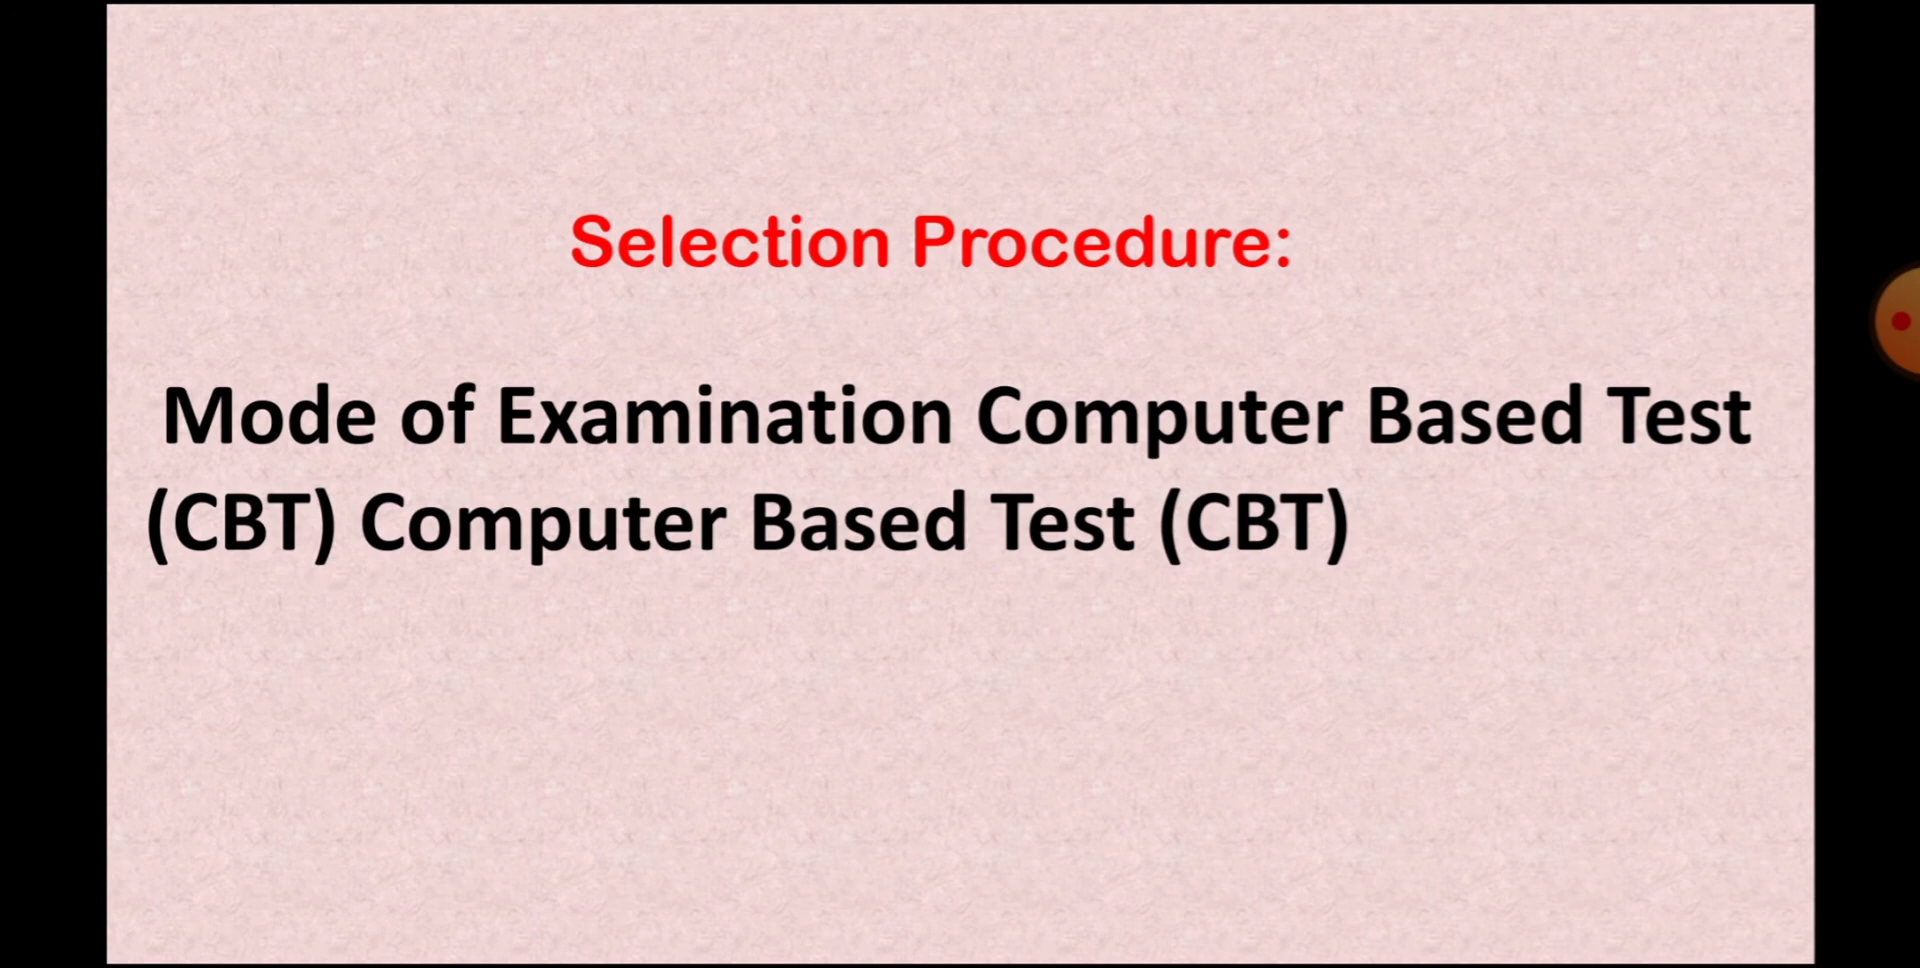 Selection Procedure:
Mode of Examination Computer Based Test
(CBT) Computer Based Test (CBT)